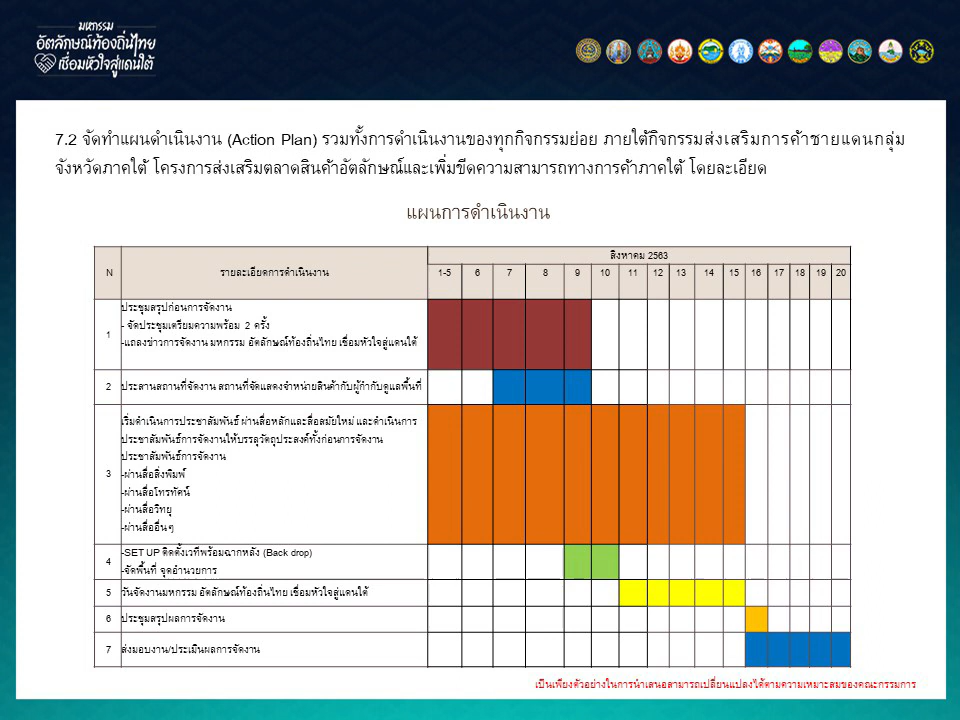 มหกรรม
อัตลักษณ์ท้องถิ่นไทย
เชื่อมหัวใจสู่แดนใต้
7.2 จัดทำแผนดำเนินงาน (Action Plan) รวมทั้งการดำเนินงานของทุกกิจกรรมย่อย ภายใต้กิจกรรมส่งเสริมการค้าชายแดนกลุ่ม
จังหวัดภาคใต้ โครงการส่งเสริมตลาดสินค้าอัตลักษณ์และเพิ่มขีดความสามารถทางการค้าภาคใต้ โดยละเอียด
แผนการดำเนินงาน
N รายละเอียดการดำเนินงาน สิงหาคม 2563
1-5 6 7 8 9 10 11 12 13 14 15 16 17 18 19 20
1 ประชุมสรุปก่อนการจัดงาน
- จัดประชุมเตรียมความพร้อม 2 ครั้ง
-แถลงข่าวการจัดงาน มหกรรม อัตลักษณ์ท้องถิ่นไทย เชื่อมหัวใจสู่แดนใต้
2 ประสานสถานที่จัดงาน สถานที่จัดแสดงจำหน่ายสินค้ากับผู้กำกับดูแลพื้นที่
3 เริ่มดำเนินการประชาสัมพันธ์ ผ่านสื่อหลักและสื่อสมัยใหม่ และดำเนินการ
ประชาสัมพันธ์การจัดงานให้บรรลุวัตถุประสงค์ทั้งก่อนการจัดงาน
ประชาสัมพันธ์การจัดงาน
-ผ่านสื่อสิ่งพิมพ์
-ผ่านสื่อโทรทัศน์
-ผ่านสื่อวิทยุ
-ผ่านสื่ออื่นๆ
4 -SET UP ติดตั้งเวทีพร้อมฉากหลัง (Back drop)
-จัดพื้นที่ จุดอำนวยการ
5 วันจัดงานมหกรรม อัตลักษณ์ท้องถิ่นไทย เชื่อมหัวใจสู่แดนใต้
6 ประชุมสรุปผลการจัดงาน
7 ส่งมอบงาน/ประเมินผลการจัดงาน
เป็นเพียงตัวอย่างในการนำเสนอสามารถเปลี่ยนแปลงได้ตามความเหมาะสมของคณะกรรมการ